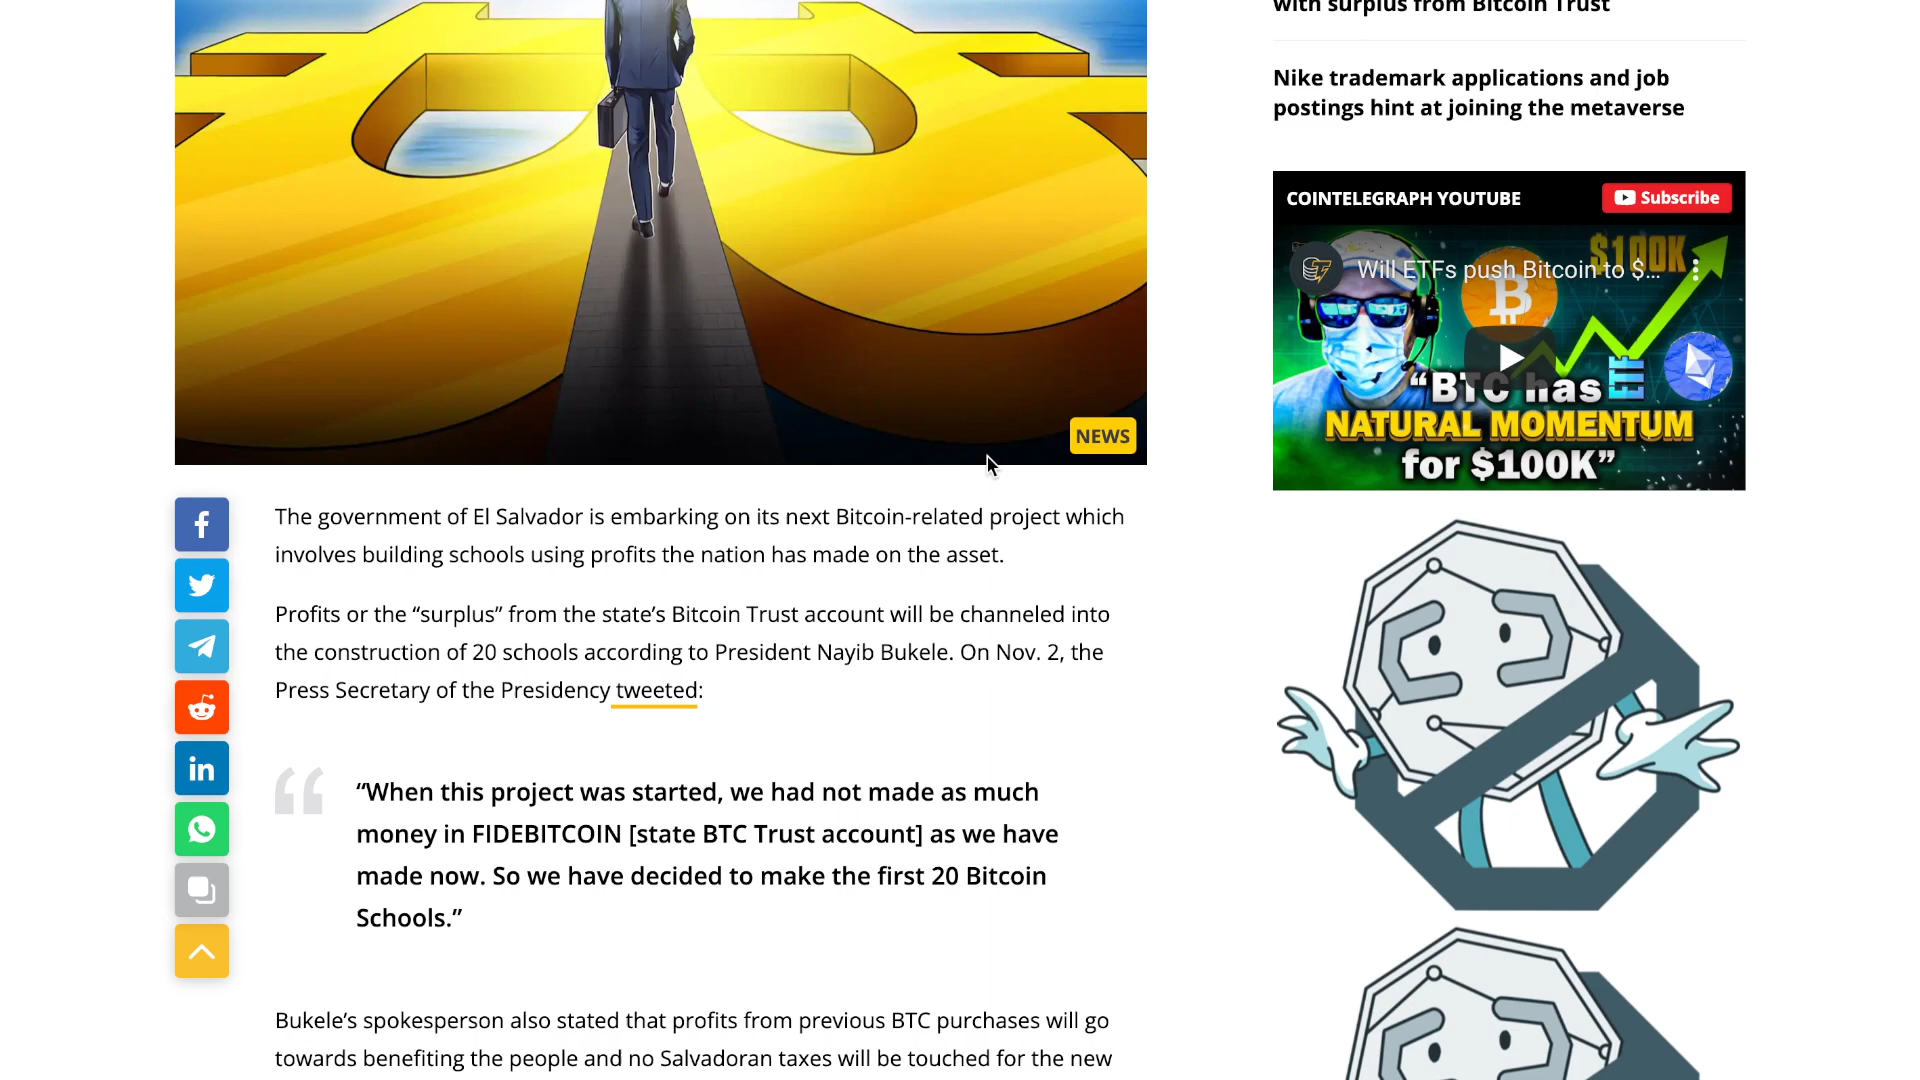 with surplus from Bitcoin Trust
Nike trademark applications and job
postings hint at joining the metaverse
COINTELEGRAPH YOUTUBE
Subscribe
$100K
Will ETFs push Bitcoin to $...
ETF
“BTC has
NATURAL MOMENTUM
for $100K”
NEWS
The government of El Salvador is embarking on its next Bitcoin-related project which
involves building schools using profits the nation has made on the asset.
Profits or the “surplus” from the state’s Bitcoin Trust account will be channeled into
the construction of 20 schools according to President Nayib Bukele. On Nov. 2, the
Press Secretary of the Presidency tweeted:
“When this project was started, we had not made as much
money in FIDEBITCOIN [state BTC Trust account] as we have
made now. So we have decided to make the first 20 Bitcoin
Schools.”
Bukele’s spokesperson also stated that profits from previous BTC purchases will go
towards benefiting the people and no Salvadoran taxes will be touched for the new